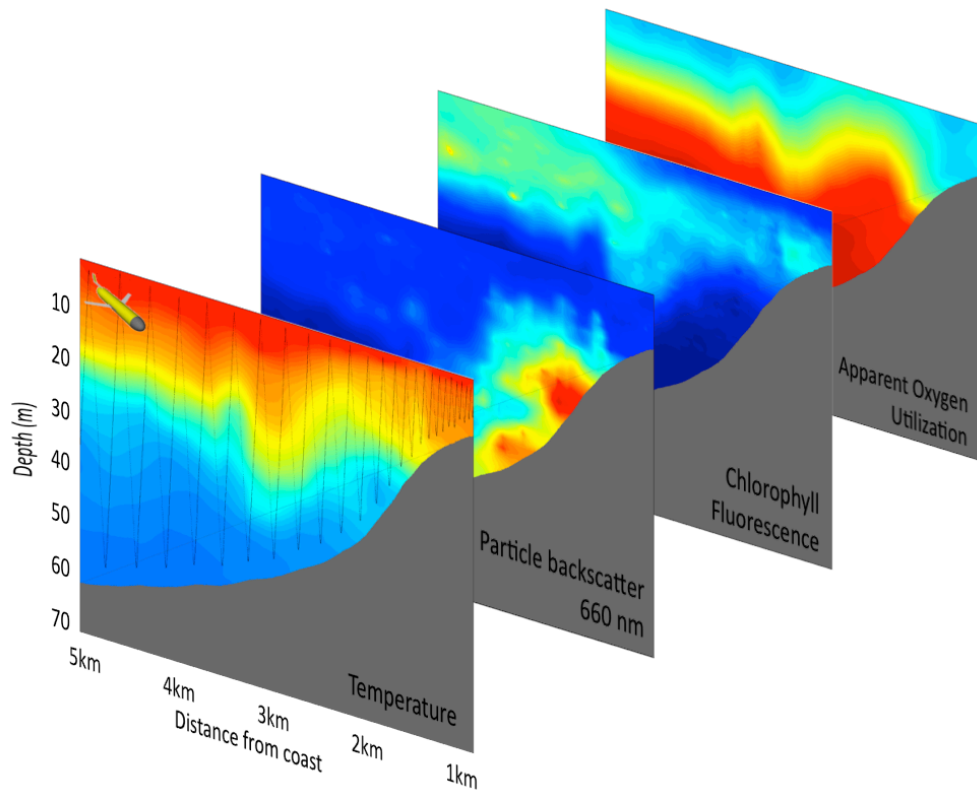 10
20
30
40
50
60
70
Depth (m)
5km
4km
3km
2km
1km
Distance from coast
Temperature
Particle backscatter
660 nm
Chlorophyll
Fluorescence
Apparent Oxygen
Utilization